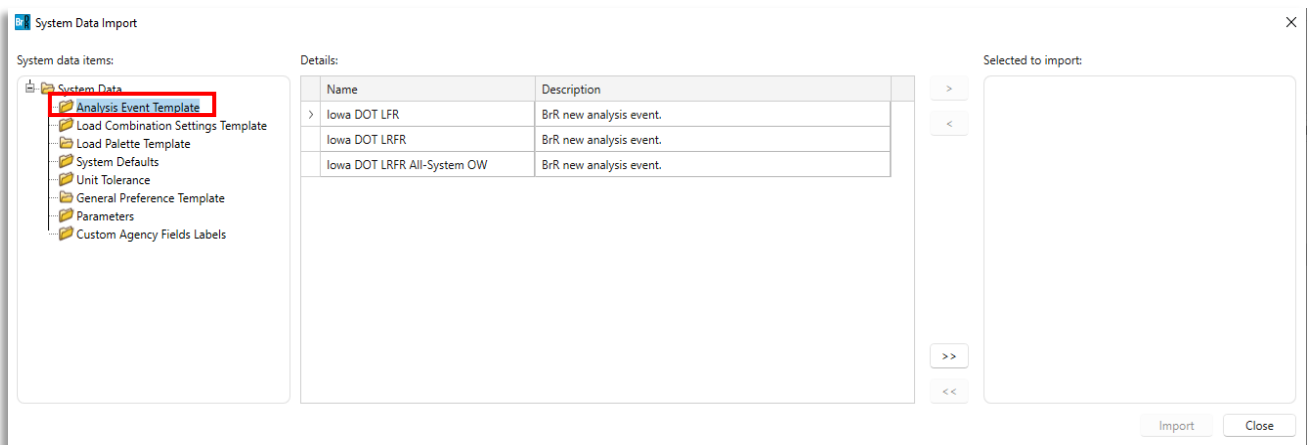 Br System Data Import
System data items:
System Data
Analysis Event Template
Load Combination Settings Template
Load Palette Template
System Defaults
Unit Tolerance
General Preference Template
Parameters
Custom Agency Fields Labels
Details:
Name Description
> Iowa DOT LFR BrR new analysis event.
Iowa DOT LRFR BrR new analysis event.
Iowa DOT LRFR All-System OW BrR new analysis event.
>
<
>>
<<
Selected to import:
Import Close